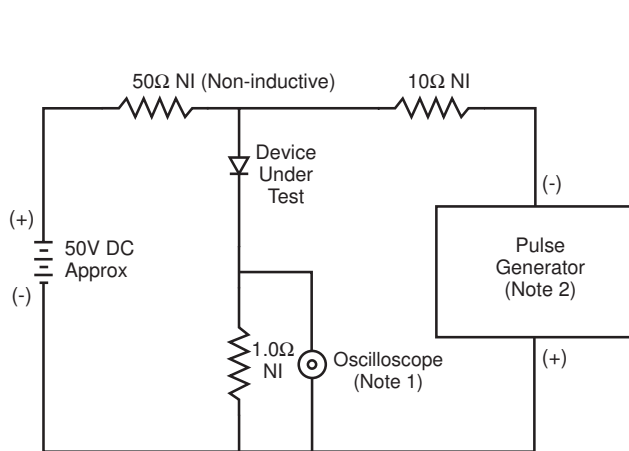 50Ω NI (Non-inductive)
10Ω NI
Device
Under
Test
(-)
(+)
50V DC
Approx
(-)
Pulse
Generator
(Note 2)
1.0Ω
NI
Oscilloscope
(Note 1)
(+)